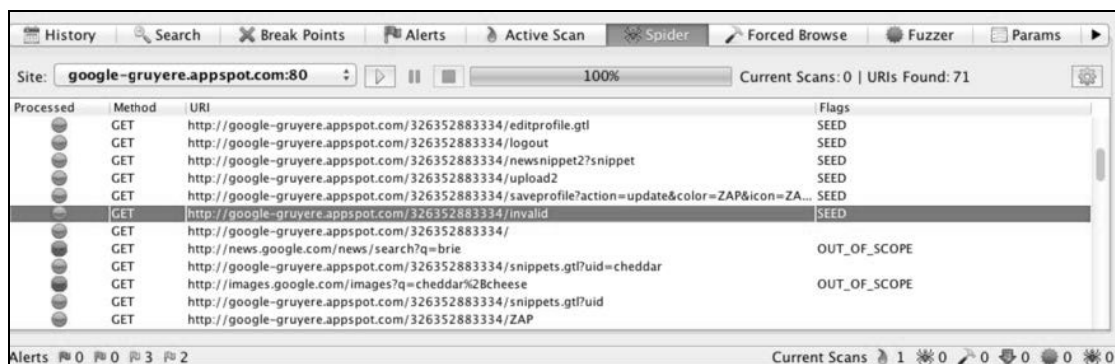 History Search Break Points Alerts Active Scan Spider Forced Browse Fuzzer Params
Site: google-gruyere.appspot.com:80 100% Current Scans: 0 | URIs Found: 71
Processed Method URI Flags
GET http://google-gruyere.appspot.com/326352883334/editprofile.gtl SEED
GET http://google-gruyere.appspot.com/326352883334/logout SEED
GET http://google-gruyere.appspot.com/326352883334/newsnippet2?snippet SEED
GET http://google-gruyere.appspot.com/326352883334/upload2 SEED
GET http://google-gruyere.appspot.com/326352883334/saveprofile?action=update&color=ZAP&icon=ZA... SEED
GET http://google-gruyere.appspot.com/326352883334/invalid SEED
GET http://google-gruyere.appspot.com/326352883334/
GET http://news.google.com/news/search?q=brie OUT_OF_SCOPE
GET http://google-gruyere.appspot.com/326352883334/snippets.gtl?uid=cheddar
GET http://images.google.com/images?q=cheddar%2Bcheese OUT_OF_SCOPE
GET http://google-gruyere.appspot.com/326352883334/snippets.gtl?uid
GET http://google-gruyere.appspot.com/326352883334/ZAP
Alerts 0 0 3 2 Current Scans 1 0 0 0 0 0